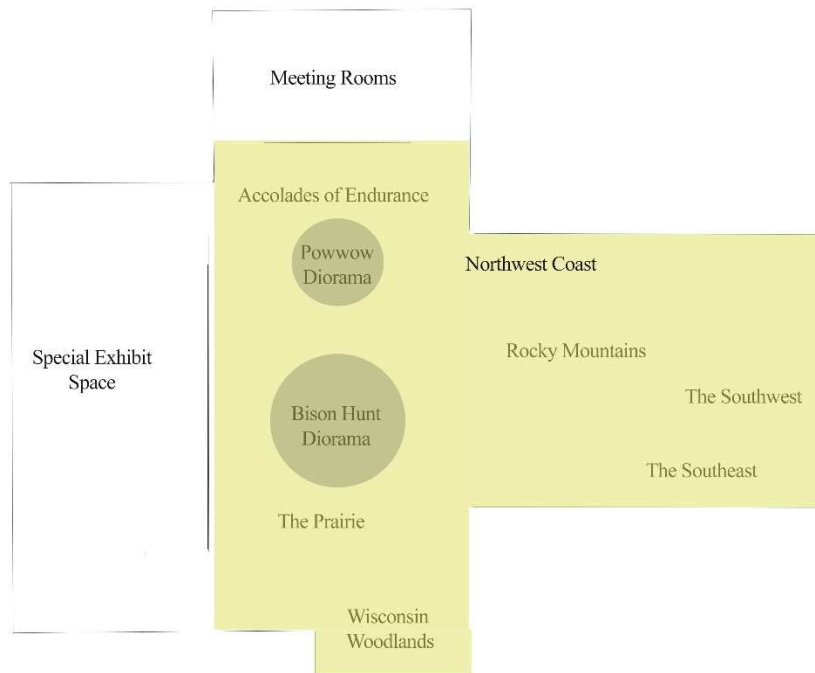 Meeting Rooms
Accolades of Endurance
Powwow
Diorama
Northwest Coast
Rocky Mountains
Special Exhibit
Space
The Southwest
Bison Hunt
Diorama
The Southeast
The Prairie
Wisconsin
Woodlands